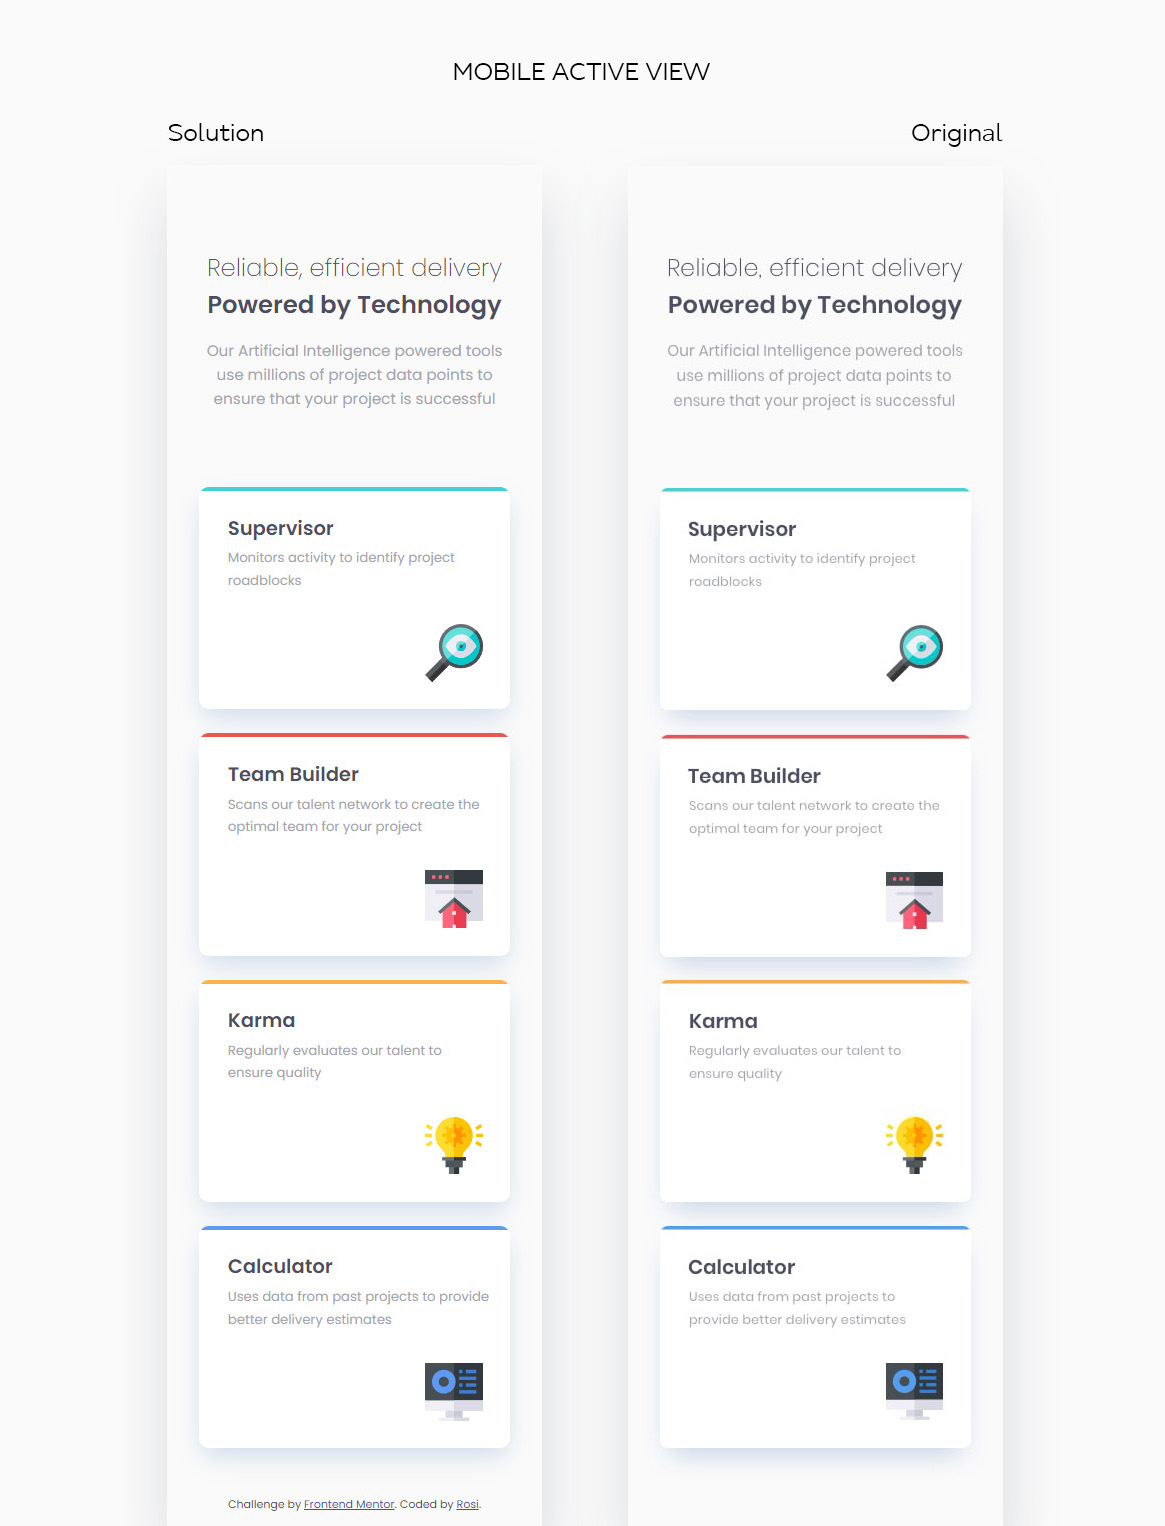 MOBILE ACTIVE VIEW
Solution
Original
Reliable, efficient delivery
Powered by Technology
Our Artificial Intelligence powered tools
use millions of project data points to
ensure that your project is successful
Supervisor
Monitors activity to identify project
roadblocks
Team Builder
Scans our talent network to create the
optimal team for your project
Karma
Regularly evaluates our talent to
ensure quality
Calculator
Uses data from past projects to provide
better delivery estimates
Challenge by Frontend Mentor. Coded by Rosi.
Reliable, efficient delivery
Powered by Technology
Our Artificial Intelligence powered tools
use millions of project data points to
ensure that your project is successful
Supervisor
Monitors activity to identify project
roadblocks
Team Builder
Scans our talent network to create the
optimal team for your project
Karma
Regularly evaluates our talent to
ensure quality
Calculator
Uses data from past projects to
provide better delivery estimates